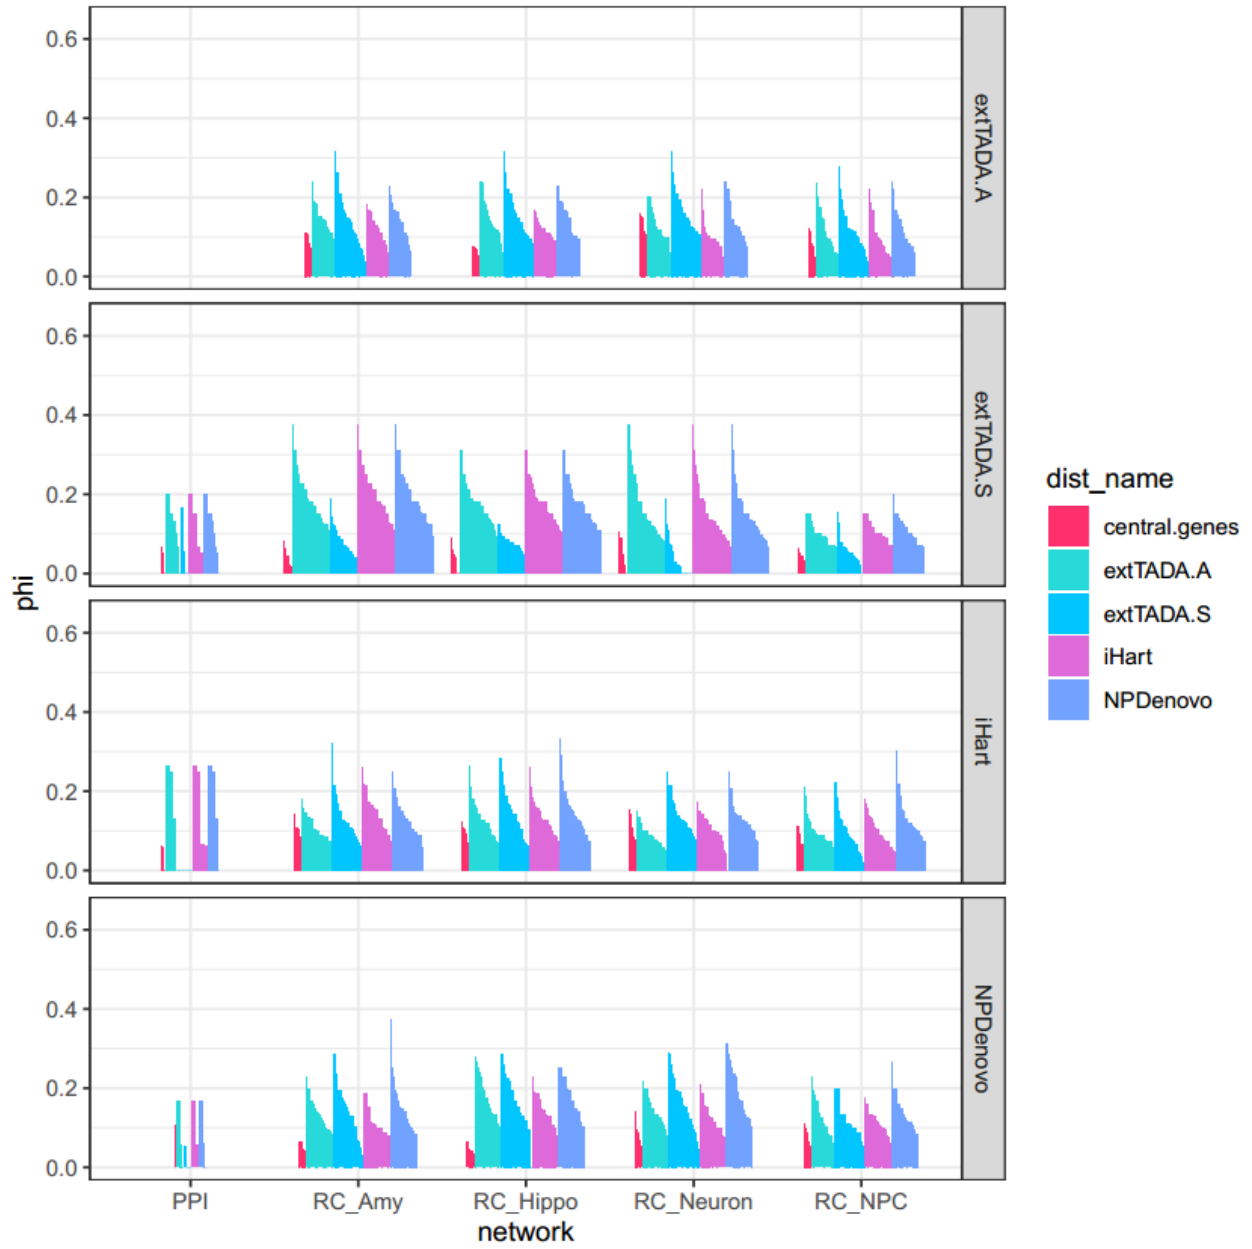 0.6
0.4
0.2
0.0
extTADA.A
0.6
0.4
0.2
0.0
extTADA.S
0.6
0.4
0.2
0.0
iHart
0.6
0.4
0.2
0.0
NPDenovo
phi
PPI
RC_Amy
RC_Hippo
RC_Neuron
RC_NPC
network
dist_name
central.genes
extTADA.A
extTADA.S
iHart
NPDenovo